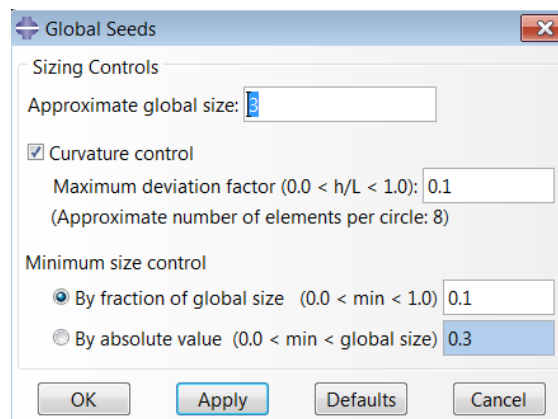 Global Seeds
Sizing Controls
Approximate global size: 3
Curvature control
Maximum deviation factor (0.0 < h/L < 1.0): 0.1
(Approximate number of elements per circle: 8)
Minimum size control
By fraction of global size (0.0 < min < 1.0) 0.1
By absolute value (0.0 < min < global size) 0.3
OK Apply Defaults Cancel